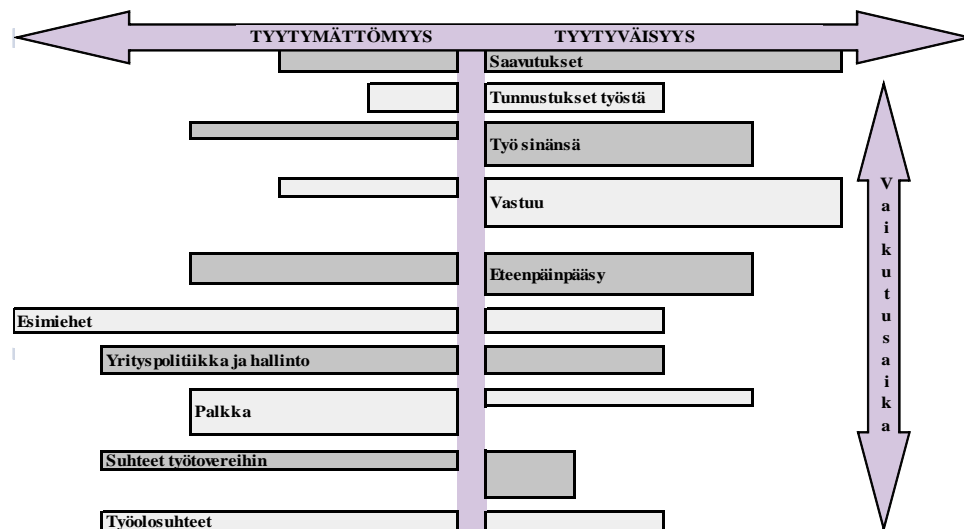 TYYTYMÄTTÖMYYS TYYTYVÄISYYS
Saavutukset
Tunnustukset työstä
Työ sinänsä
Vastuu
Eteenpäinpääsy
Esimiehet
Yrityspolitiikka ja hallinto
Palkka
Suhteet työtovereihin
Työolosuhteet
Vaikutusaika